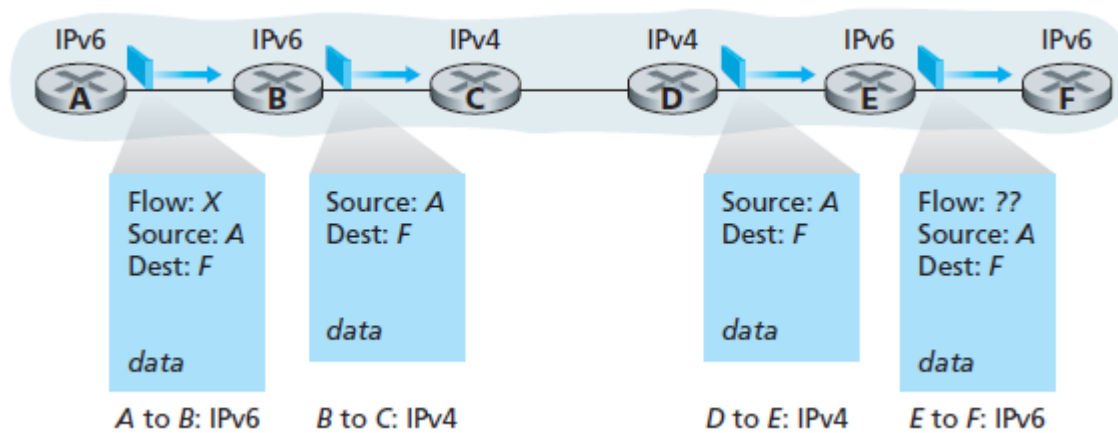 IPv6 IPv6 IPv4 IPv4 IPv6 IPv6
A B C D E F
Flow: X
Source: A
Dest: F
data
Source: A
Dest: F
data
Source: A
Dest: F
data
Flow: ??
Source: A
Dest: F
data
A to B: IPv6 B to C: IPv4 D to E: IPv4 E to F: IPv6